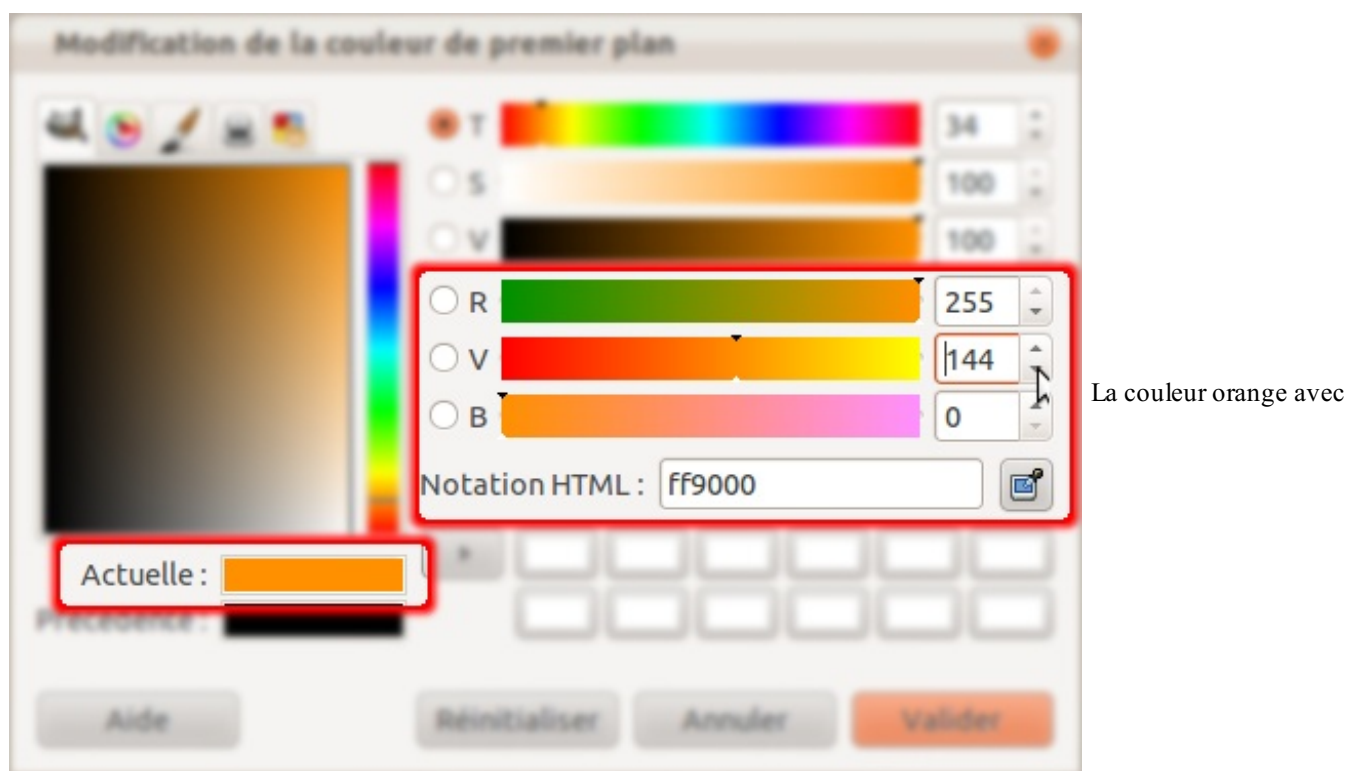 Modification de la couleur de premier plan
T 34
S 100
V 100
R 255
V 144
B 0
Notation HTML : ff9000
Actuelle :
Précédente :
Aide Réinitialiser Annuler Valider
La couleur orange avec